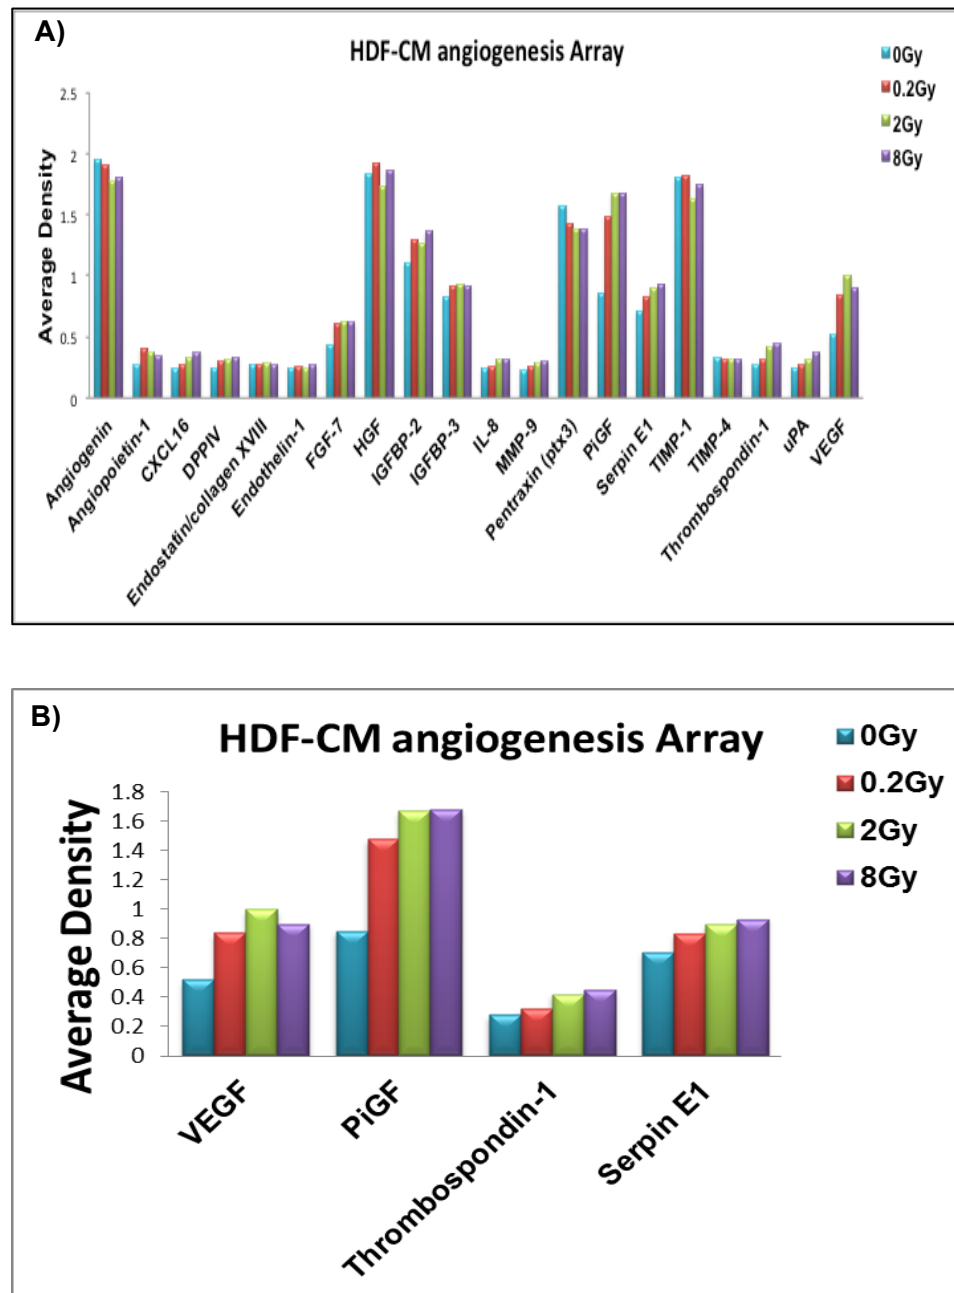 A)
HDF-CM angiogenesis Array
0Gy
0.2Gy
2Gy
8Gy
Average Density
2.5
2
1.5
1
0.5
0
Angiogenin
Angiopoietin-1
CXCL16
DPPIV
Endostatin/collagen XVIII
Endothelin-1
FGF-7
HGF
IGFBP-2
IGFBP-3
IL-8
MMP-9
Pentraxin (ptx3)
PiGF
Serpin E1
TIMP-1
TIMP-4
Thrombospondin-1
uPA
VEGF
B)
HDF-CM angiogenesis Array
0Gy
0.2Gy
2Gy
8Gy
Average Density
1.8
1.6
1.4
1.2
1
0.8
0.6
0.4
0.2
0
VEGF
PiGF
Thrombospondin-1
Serpin E1